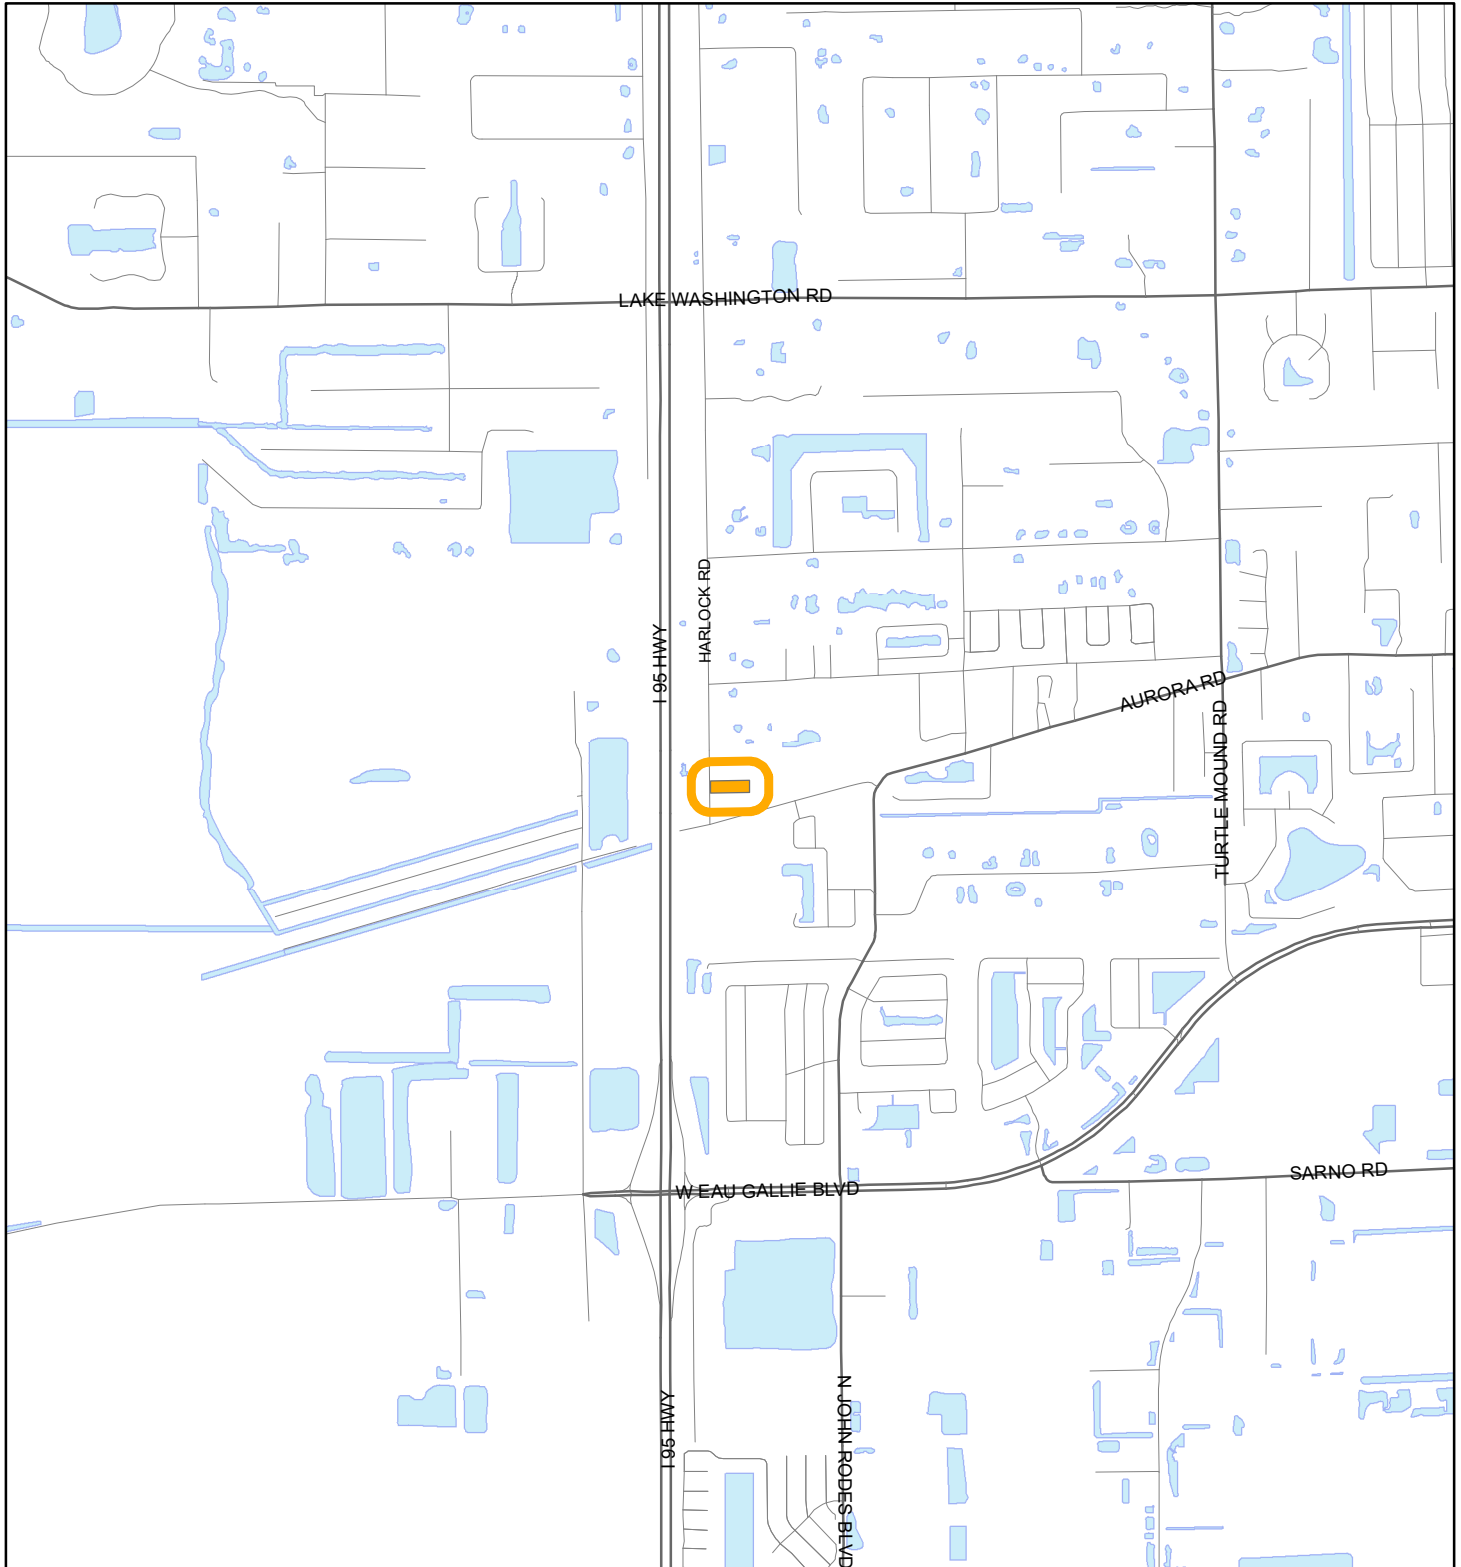 LAKE WASHINGTON RD
HARLOCK RD
I 95 HWY
AURORA RD
TURTLE MOUND RD
SARNO RD
W EAU GALLIE BLVD
I 95 HWY
N JOHN RODES BLVD